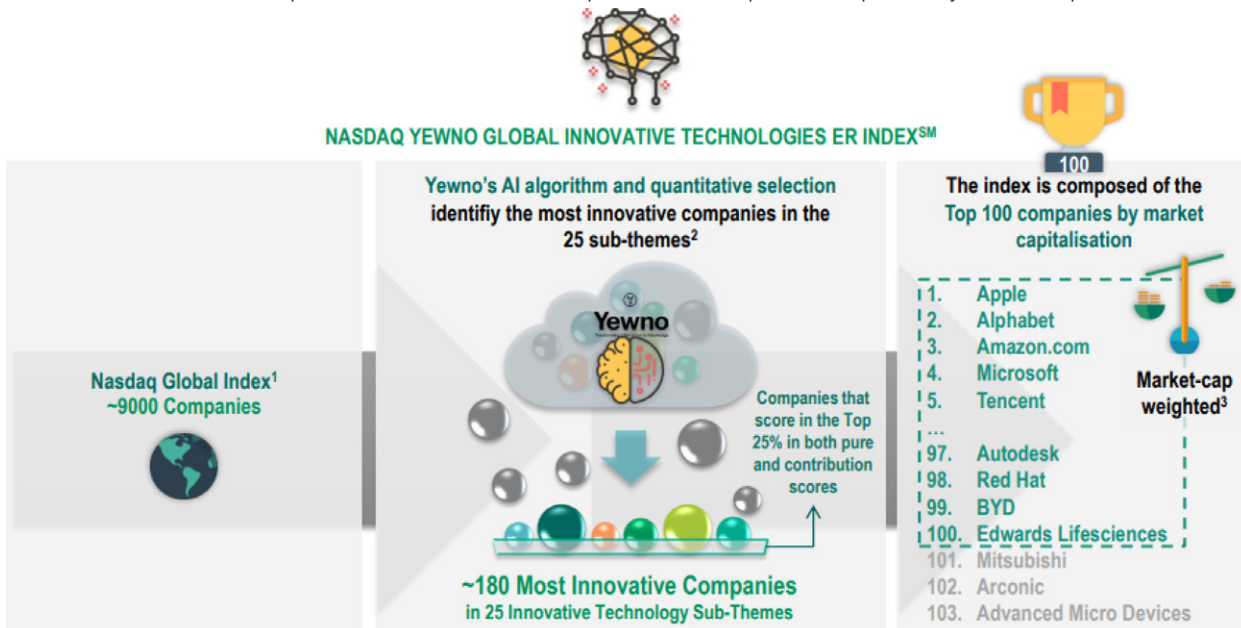 NASDAQ YEWNO GLOBAL INNOVATIVE TECHNOLOGIES ER INDEXSM
100
Nasdaq Global Index1
~9000 Companies
Yewno's AI algorithm and quantitative selection
identifiy the most innovative companies in the
25 sub-themes2
Yewno
Companies that
score in the Top
25% in both pure
and contribution
scores
~180 Most Innovative Companies
in 25 Innovative Technology Sub-Themes
The index is composed of the
Top 100 companies by market
capitalisation
1. Apple
2. Alphabet
3. Amazon.com
4. Microsoft
5. Tencent
...
97. Autodesk
98. Red Hat
99. BYD
100. Edwards Lifesciences
101. Mitsubishi
102. Arconic
103. Advanced Micro Devices
Market-cap
weighted3